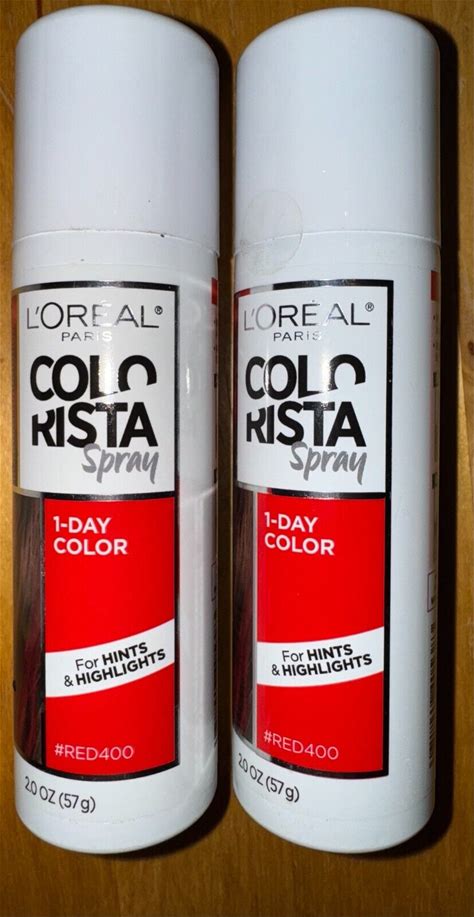 L'ORÉAL®
PARIS
COLO
RISTA
Spray
1-DAY
COLOR
For HINTS
& HIGHLIGHTS
#RED400
2.0 OZ (57g)
L'ORÉAL®
PARIS
COLO
RISTA
Spray
1-DAY
COLOR
For HINTS
& HIGHLIGHTS
#RED400
2.0 OZ (57g)